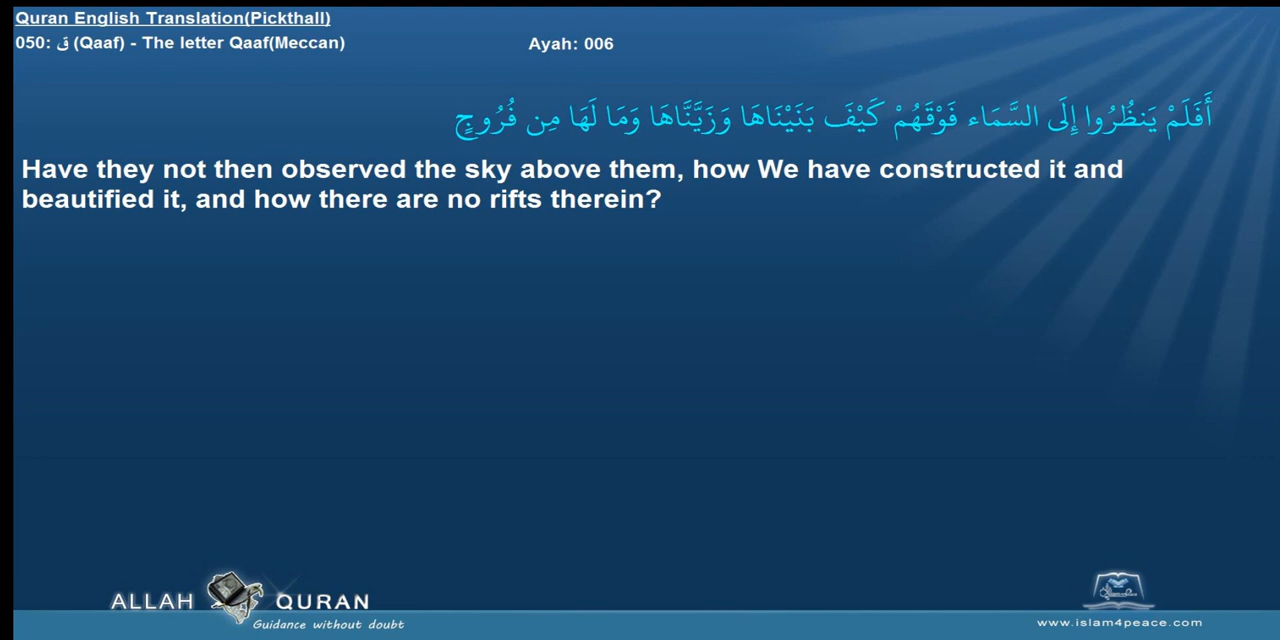 Quran English Translation(Pickthall)
050: ق (Qaaf) - The letter Qaaf(Meccan)
Ayah: 006
أَفَلَمْ يَنظُرُوا إِلَى السَّمَاء فَوْقَهُمْ كَيْفَ بَنَيْنَاهَا وَزَيَّنَّاهَا وَمَا لَهَا مِن فُرُوجٍ
Have they not then observed the sky above them, how We have constructed it and
beautified it, and how there are no rifts therein?
ALLAH QURAN
Guidance without doubt
www.islam4peace.com